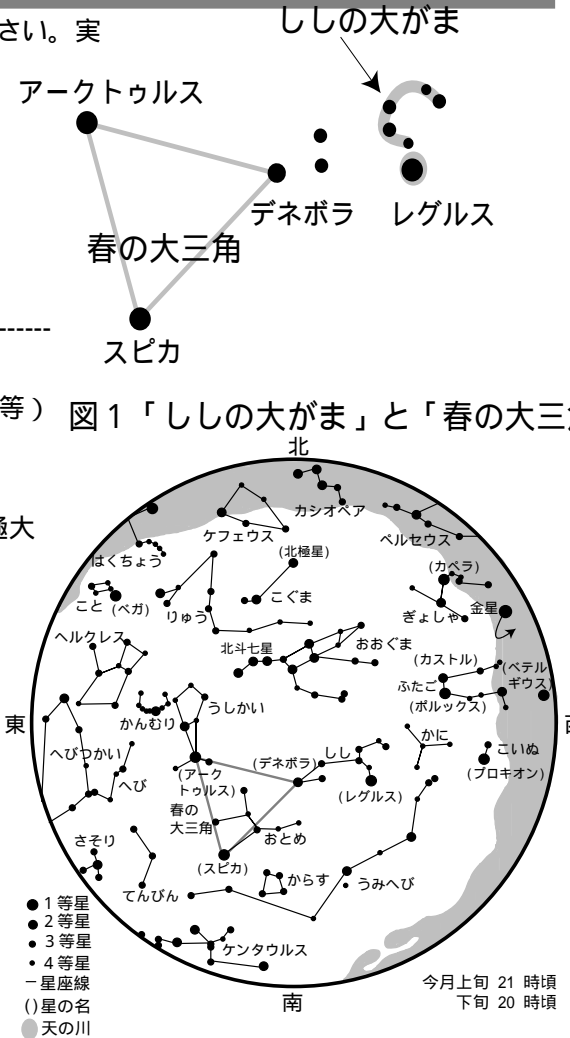 さい。実
ししの大がま
アークトゥルス
デネボラ
レグルス
春の大三角
スピカ
------
等）
図１「ししの大がま」と「春の大三
極大
北
カシオペア
ケフェウス
ペルセウス
(北極星)
はくちょう
(カペラ)
こと
(ベガ)
りゅう
こぐま
ぎょしゃ
金星
ヘルクレス
北斗七星
おおぐま
(カストル)
(ベテル
ギウス)
ふたご
(ポルックス)
東
かんむり
うしかい
かに
へびつかい
しし
こいぬ
(デネボラ)
(プロキオン)
へび
(アーク
トゥルス)
(レグルス)
春の
大三角
さそり
おとめ
(スピカ)
てんびん
からす
うみへび
ケンタウルス
南
1等星
2等星
3等星
4等星
星座線
()星の名
天の川
今月上旬 21 時頃
下旬 20 時頃